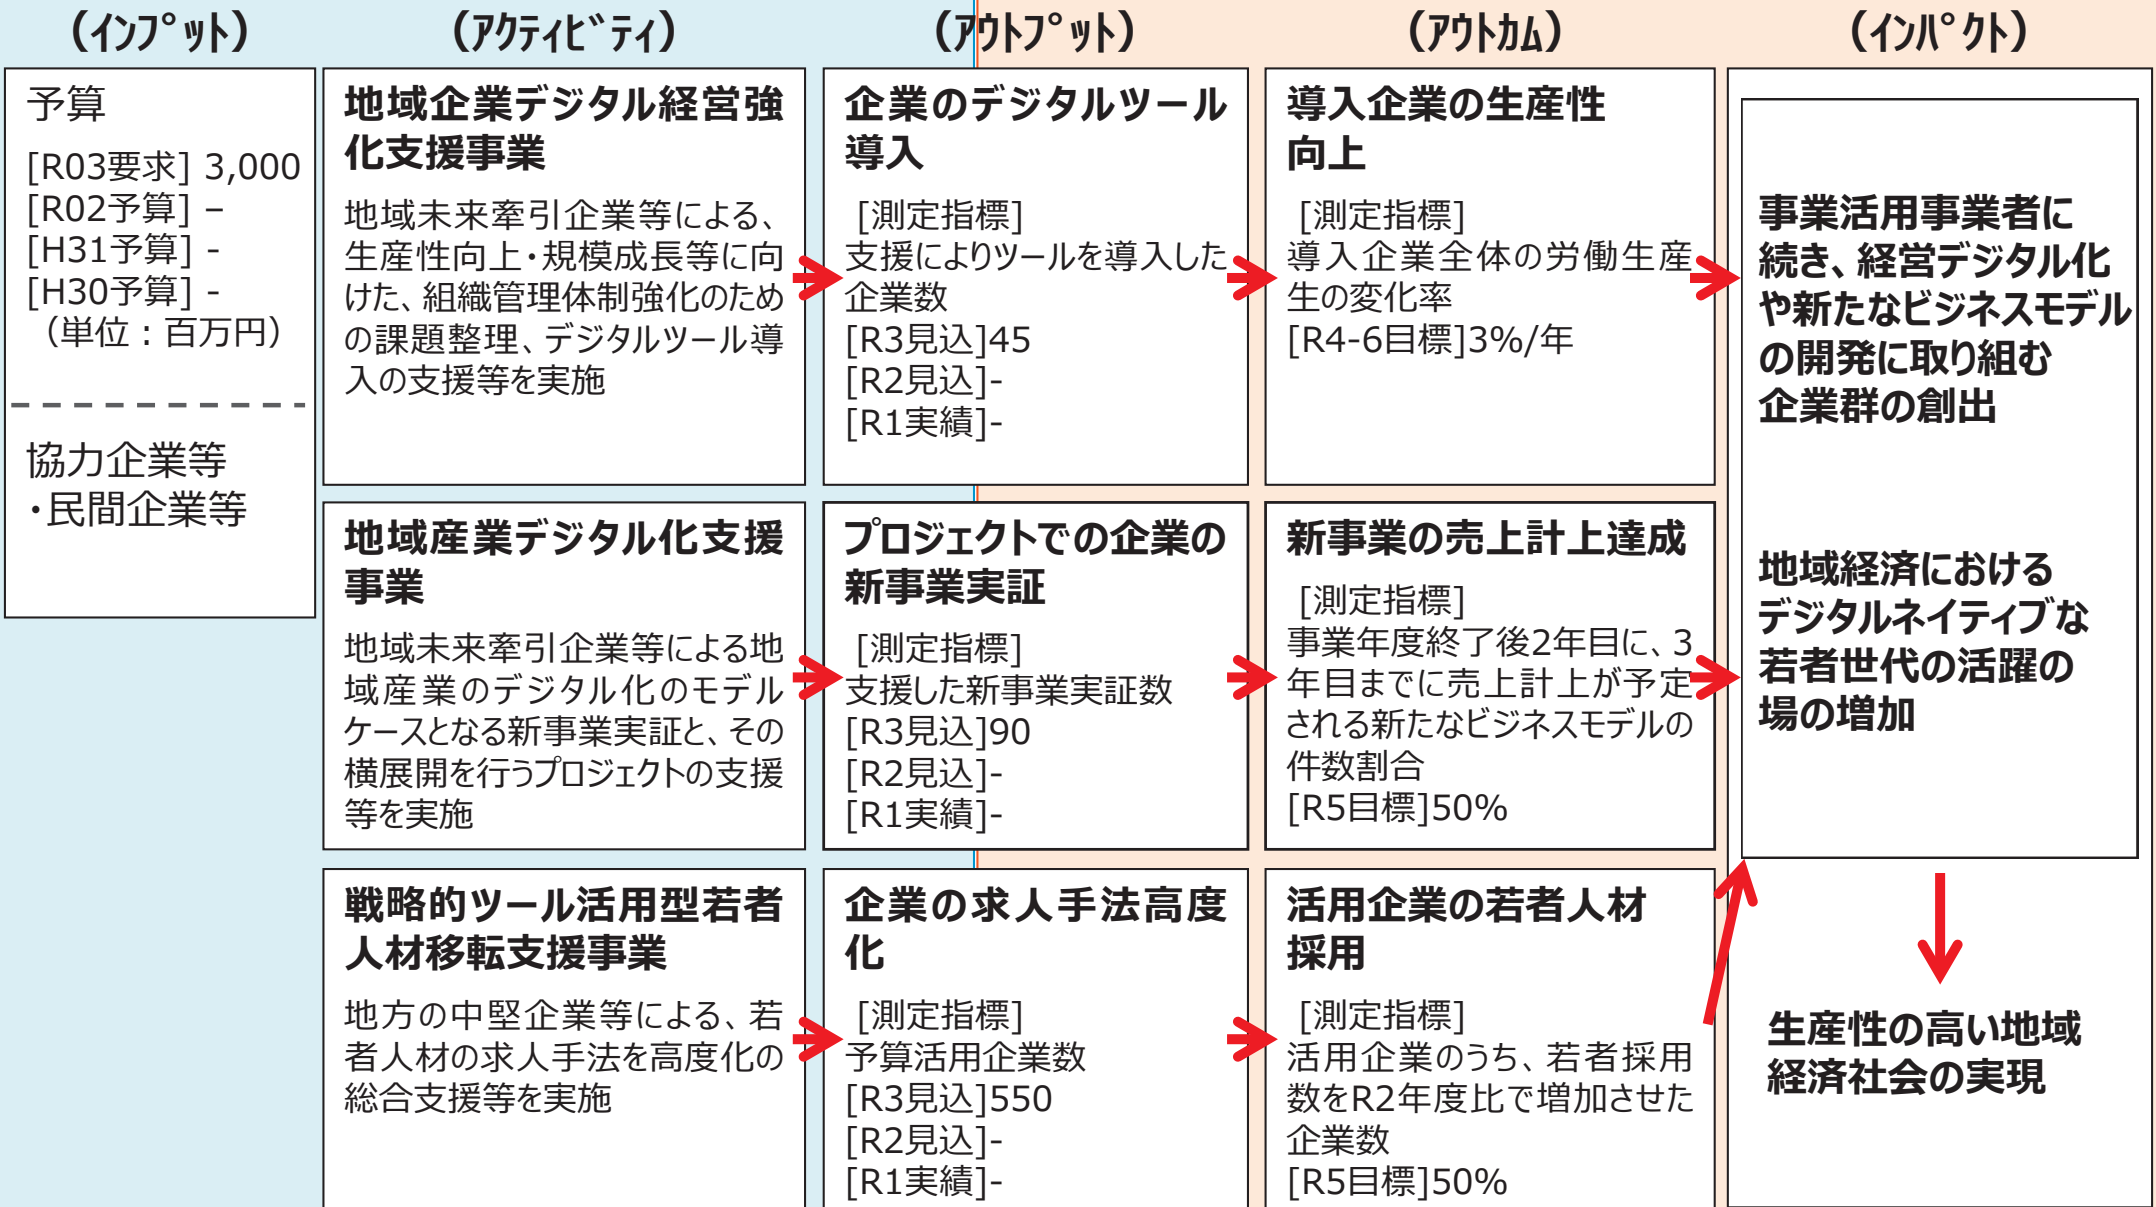 (ｲﾝﾌﾟｯﾄ)
(ｱｸﾃｨﾋﾞﾃｨ)
(ｱｳﾄﾌﾟｯﾄ)
(ｱｳﾄｶﾑ)
(ｲﾝﾊﾟｸﾄ)
予算
[R03要求] 3,000
[R02予算] –
[H31予算] -
[H30予算] -
（単位：百万円）
協力企業等
・民間企業等
地域企業デジタル経営強
化支援事業
地域未来牽引企業等による、
生産性向上・規模成長等に向
けた、組織管理体制強化のため
の課題整理、デジタルツール導
入の支援等を実施
企業のデジタルツール
導入
[測定指標]
支援によりツールを導入した
企業数
[R3見込]45
[R2見込]-
[R1実績]-
導入企業の生産性
向上
[測定指標]
導入企業全体の労働生産
生の変化率
[R4-6目標]3%/年
地域産業デジタル化支援
事業
地域未来牽引企業等による地
域産業のデジタル化のモデル
ケースとなる新事業実証と、その
横展開を行うプロジェクトの支援
等を実施
プロジェクトでの企業の
新事業実証
[測定指標]
支援した新事業実証数
[R3見込]90
[R2見込]-
[R1実績]-
新事業の売上計上達成
[測定指標]
事業年度終了後2年目に、3
年目までに売上計上が予定
される新たなビジネスモデルの
件数割合
[R5目標]50%
戦略的ツール活用型若者
人材移転支援事業
地方の中堅企業等による、若
者人材の求人手法を高度化の
総合支援等を実施
企業の求人手法高度
化
[測定指標]
予算活用企業数
[R3見込]550
[R2見込]-
[R1実績]-
活用企業の若者人材
採用
[測定指標]
活用企業のうち、若者採用
数をR2年度比で増加させた
企業数
[R5目標]50%
事業活用事業者に
続き、経営デジタル化
や新たなビジネスモデル
の開発に取り組む
企業群の創出
地域経済における
デジタルネイティブな
若者世代の活躍の
場の増加
生産性の高い地域
経済社会の実現